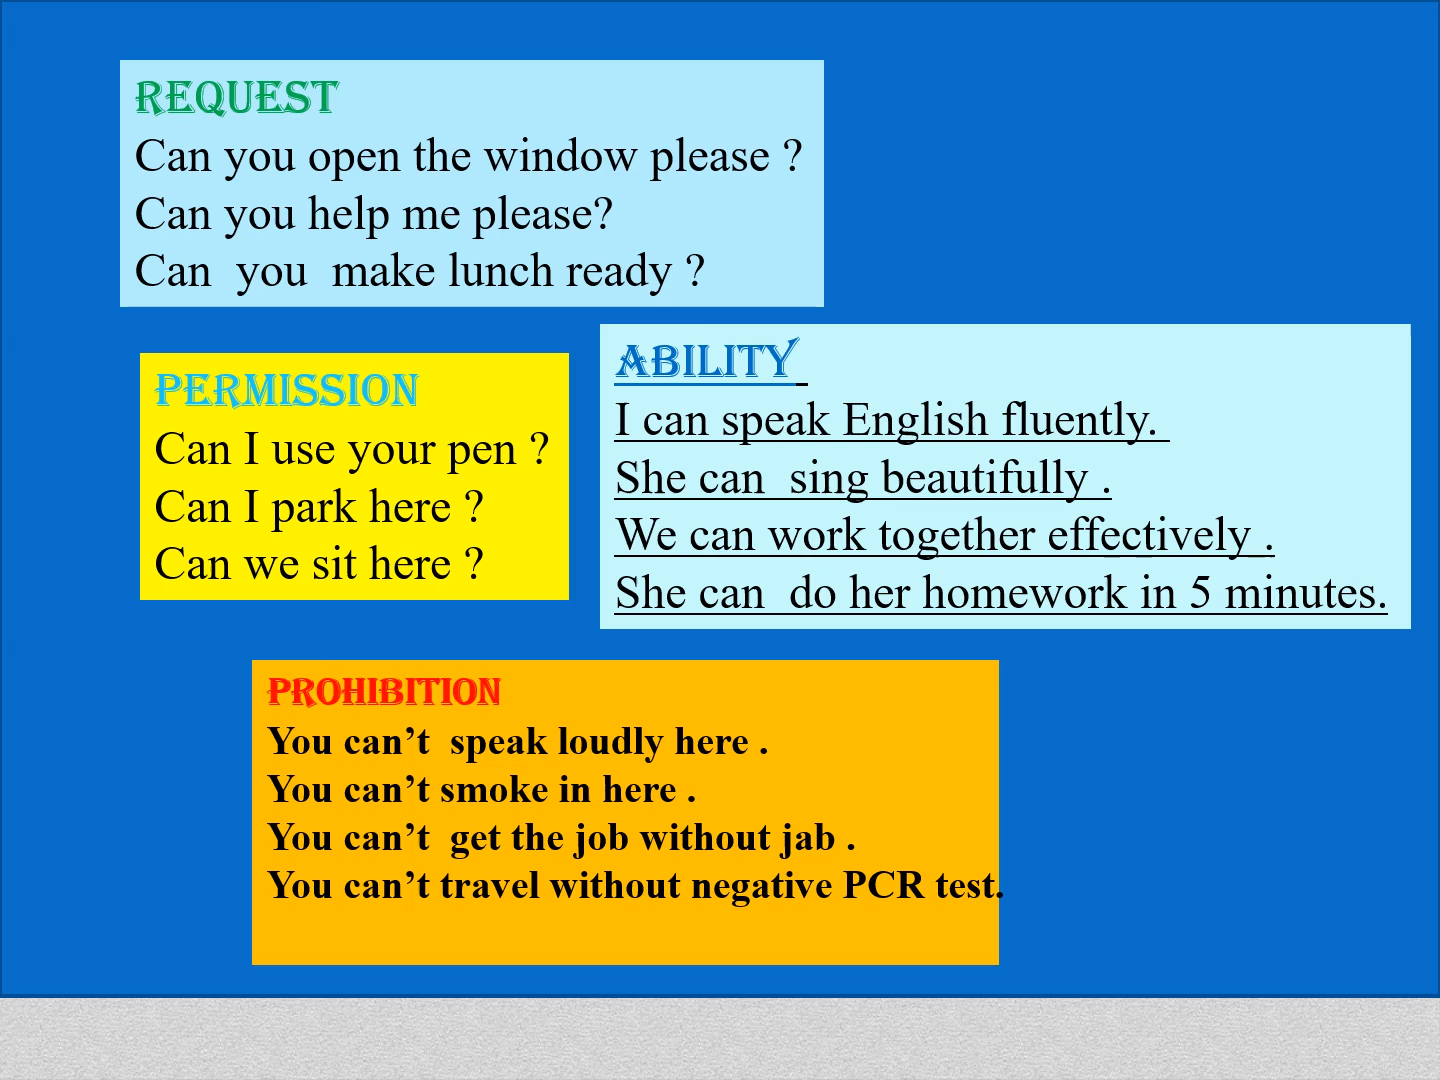 REQUEST
Can you open the window please ?
Can you help me please?
Can  you  make lunch ready ?
PERMISSION
Can I use your pen ?
Can I park here ?
Can we sit here ?
ABILITY
I can speak English fluently.
She can  sing beautifully .
We can work together effectively .
She can  do her homework in 5 minutes.
PROHIBITION
You can’t  speak loudly here .
You can’t smoke in here .
You can’t  get the job without jab .
You can’t travel without negative PCR test.